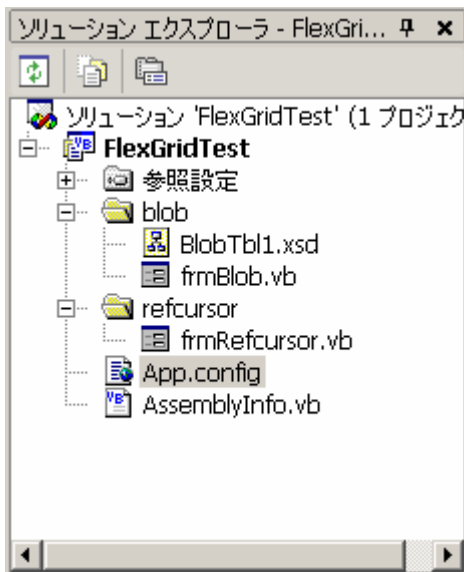 ソリューション エクスプローラ - FlexGri...
ソリューション 'FlexGridTest' (1 プロジェク
FlexGridTest
参照設定
blob
BlobTbl1.xsd
frmBlob.vb
refcursor
frmRefcursor.vb
App.config
AssemblyInfo.vb